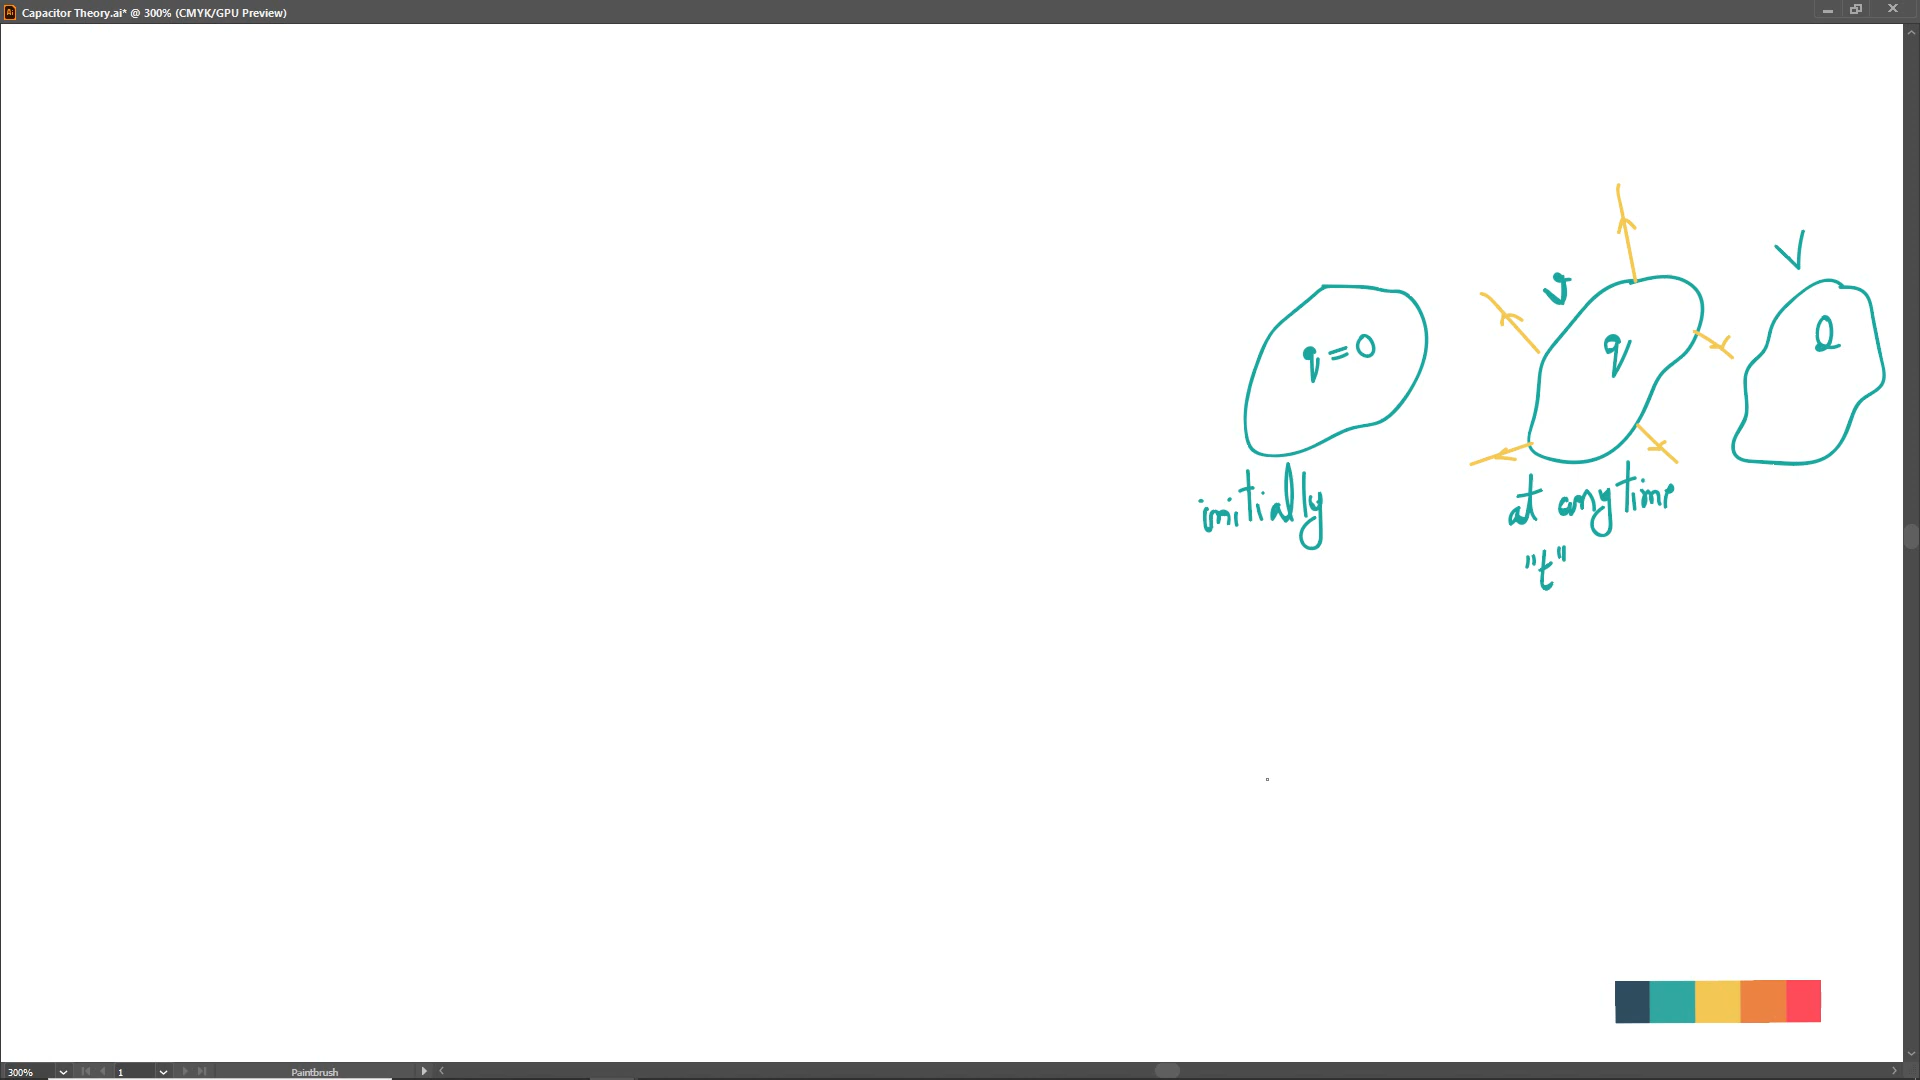 Capacitor Theory.ai* @ 300% (CMYK/GPU Preview)
V
v
q = 0
q
Q
initially
at any time
"t"
300%
1
Paintbrush